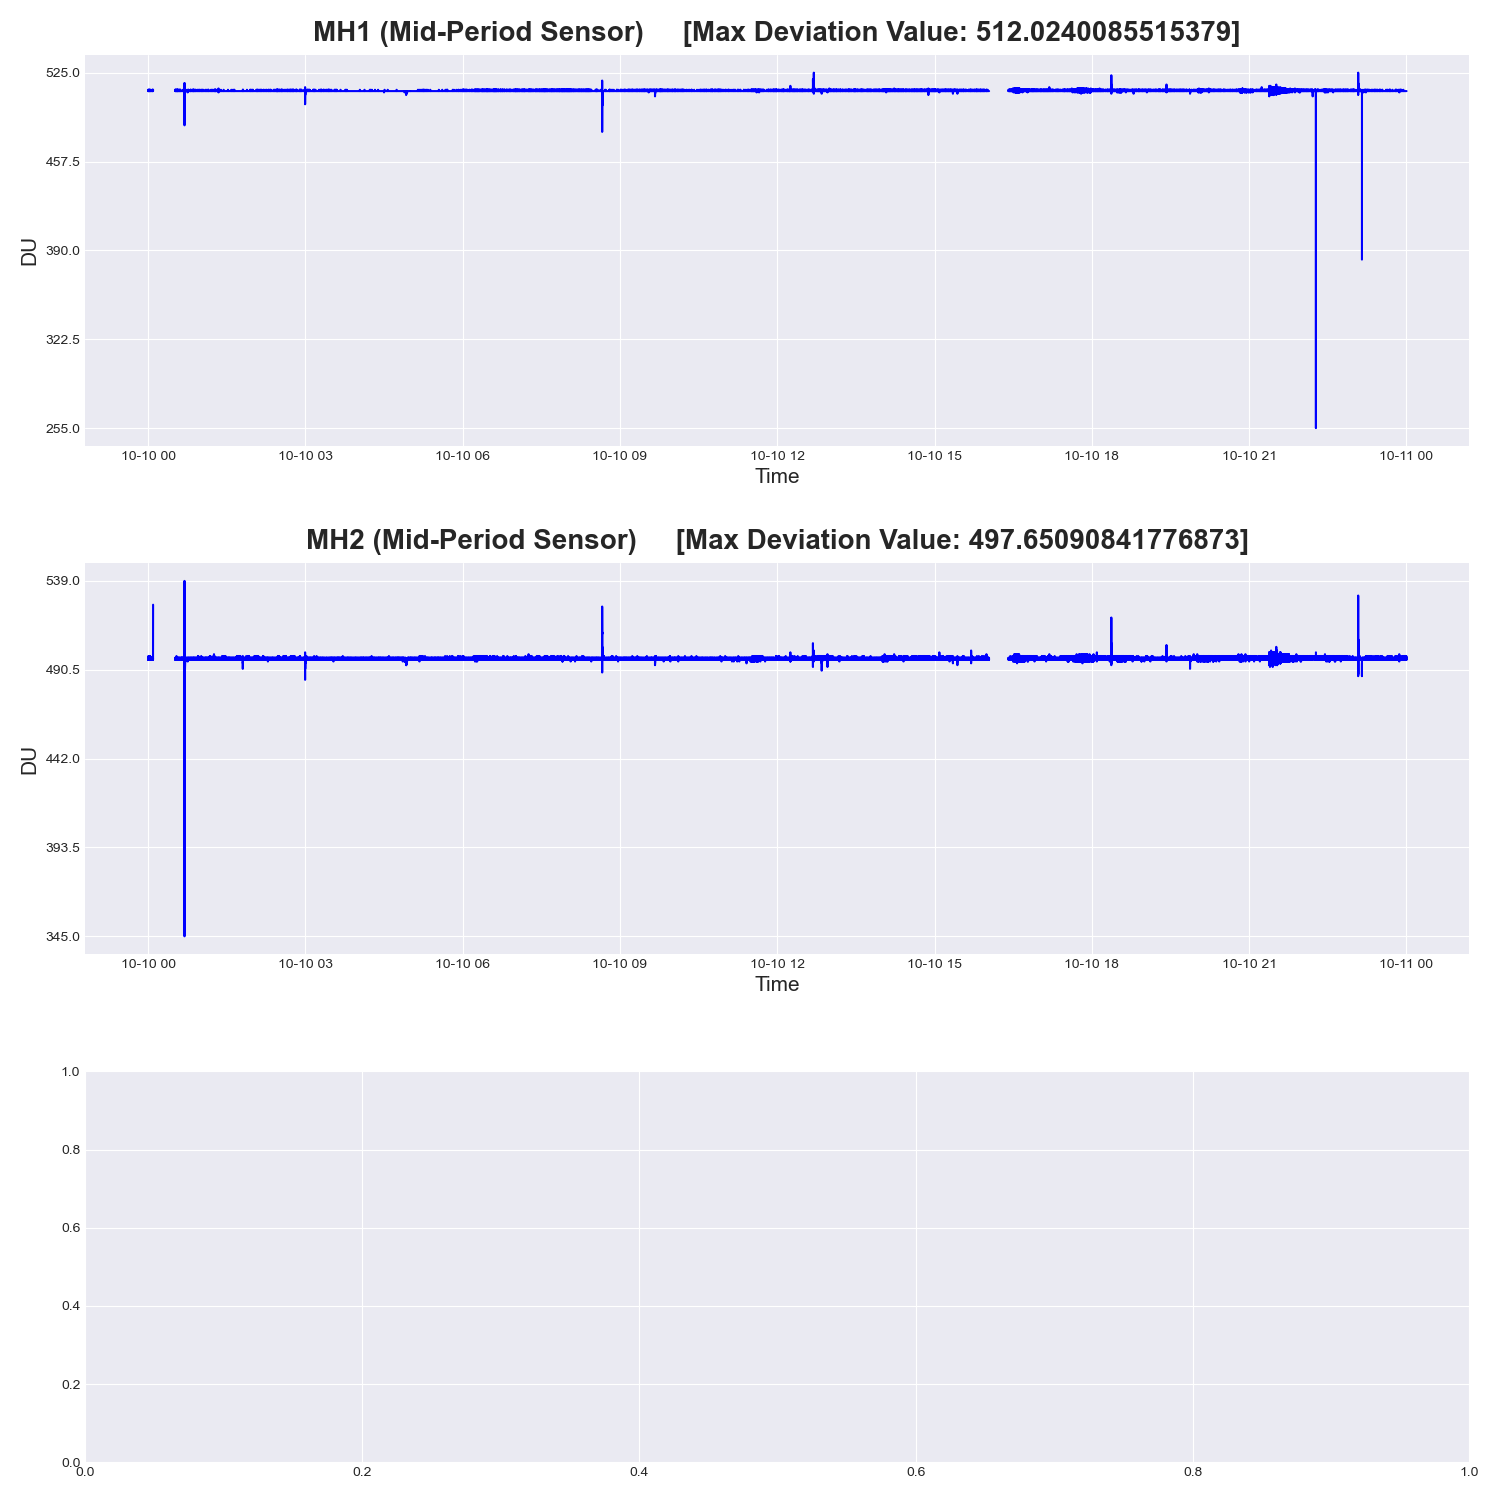 MH1 (Mid-Period Sensor) [Max Deviation Value: 512.0240085515379]
525.0
457.5
390.0
322.5
255.0
DU
10-10 00 10-10 03 10-10 06 10-10 09 10-10 12 10-10 15 10-10 18 10-10 21 10-11 00
Time
MH2 (Mid-Period Sensor) [Max Deviation Value: 497.65090841776873]
539.0
490.5
442.0
393.5
345.0
DU
10-10 00 10-10 03 10-10 06 10-10 09 10-10 12 10-10 15 10-10 18 10-10 21 10-11 00
Time
1.0
0.8
0.6
0.4
0.2
0.0
0.0 0.2 0.4 0.6 0.8 1.0